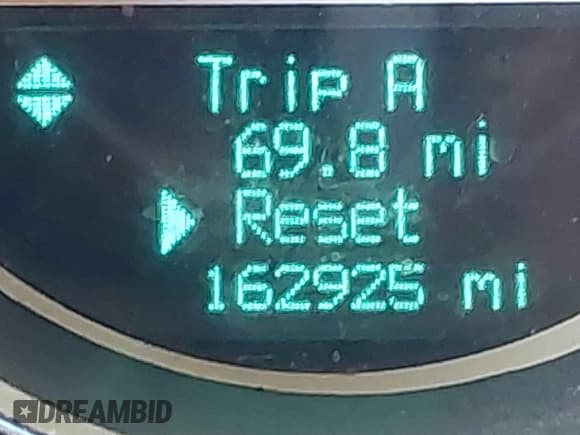 Trip A
69.8 mi
Reset
162925 mi
DREAMBID